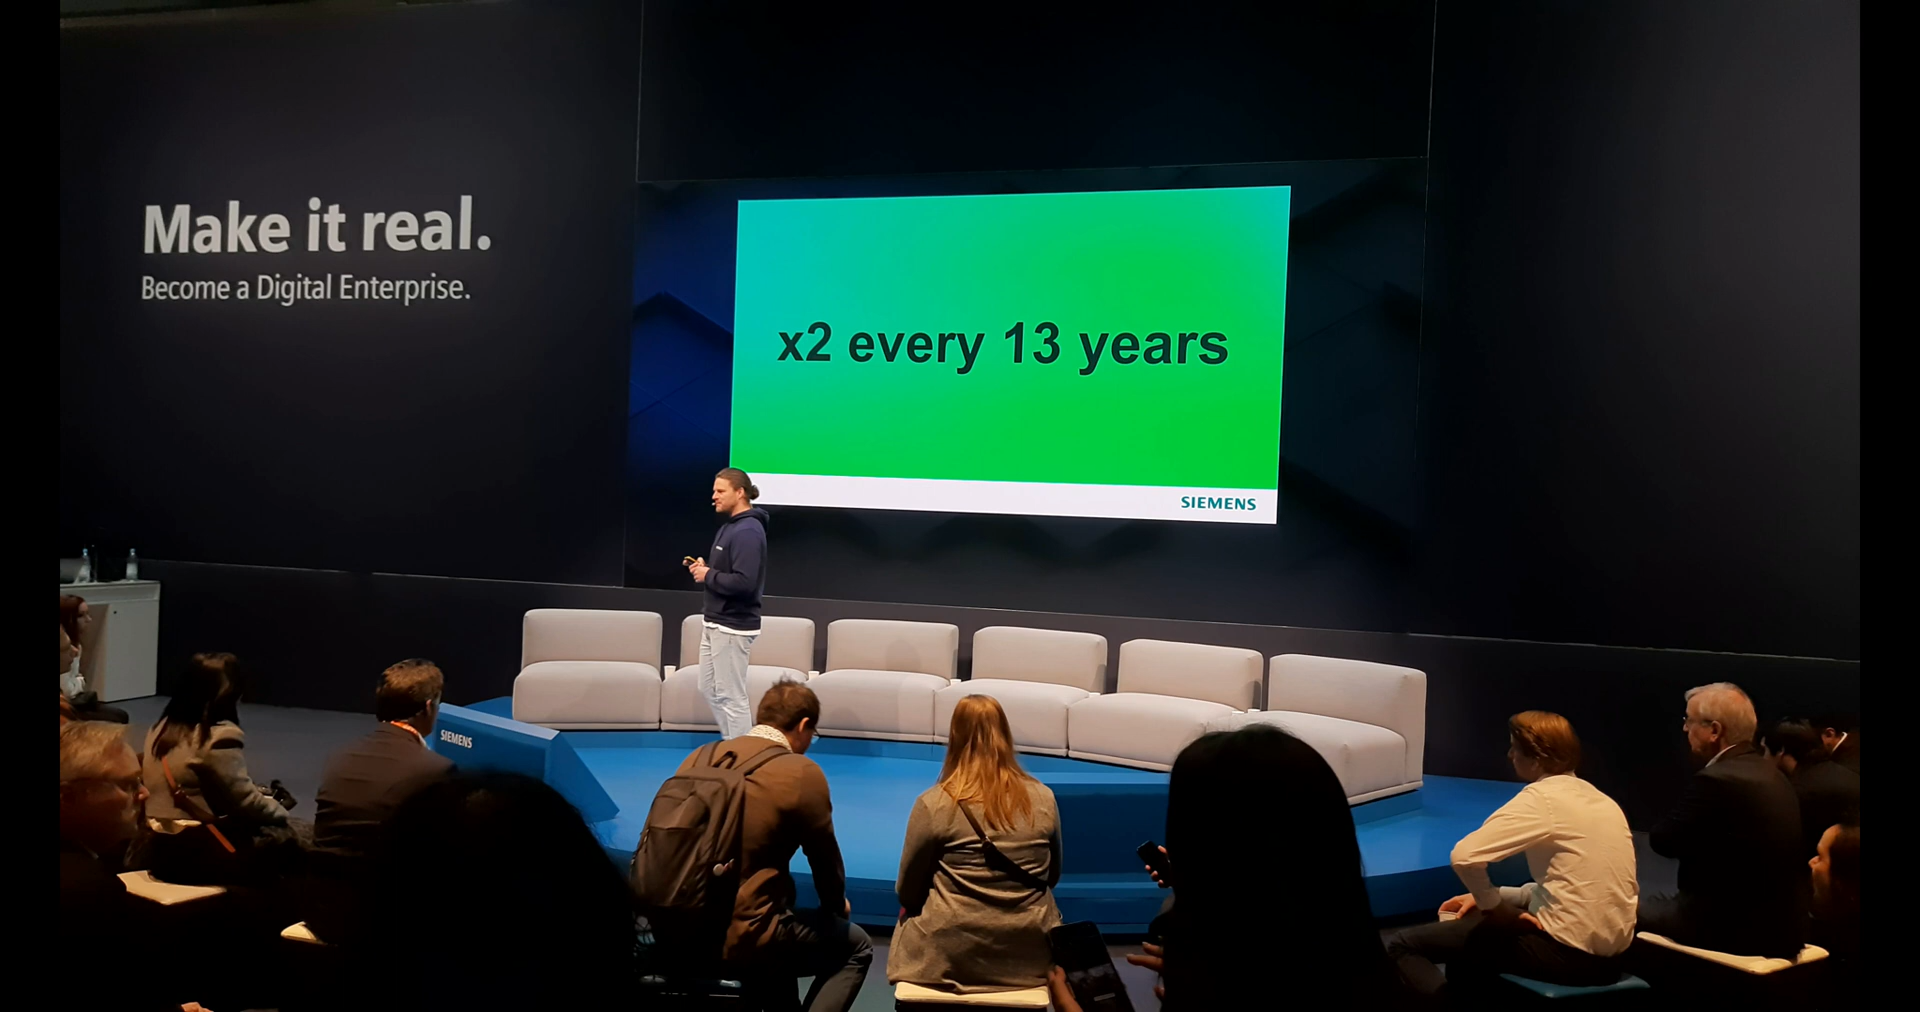 Make it real.
Become a Digital Enterprise.
x2 every 13 years
SIEMENS
SIEMENS